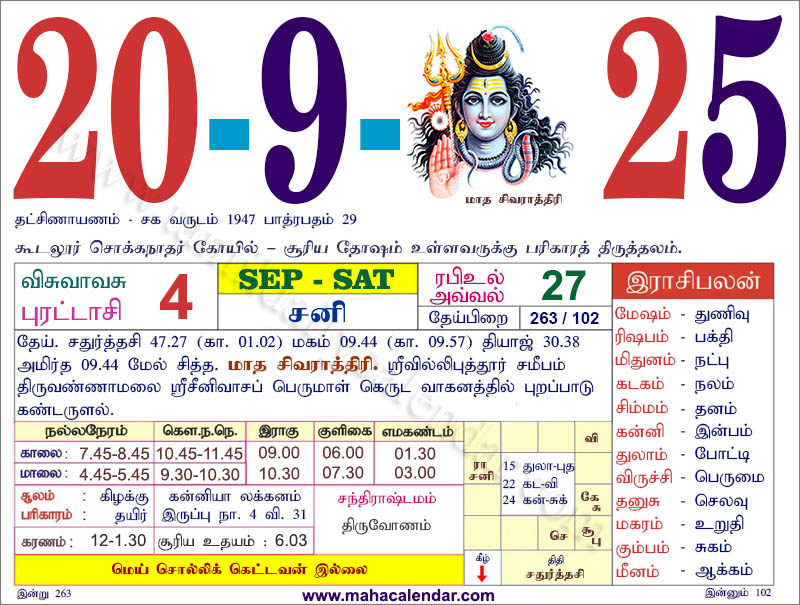 20-9- 25
மாத சிவராத்திரி
தட்சிணாயணம் - சக வருடம் 1947 பாத்ரபதம் 29
கூடலூர் சொக்கநாதர் கோயில் – சூரிய தோஷம் உள்ளவருக்கு பரிகாரத் திருத்தலம்.
விசுவாவசு
புரட்டாசி 4
SEP - SAT
சனி
ரபிஉல் அவ்வல் 27
தேய்பிறை 263 / 102
தேய். சதுர்த்தசி 47.27 (கா. 01.02) மகம் 09.44 (கா. 09.57) தியாஜ் 30.38
அமிர்த 09.44 மேல் சித்த. மாத சிவராத்திரி. ஸ்ரீவில்லிபுத்தூர் சமீபம்
திருவண்ணாமலை ஸ்ரீசீனிவாசப் பெருமாள் கெருட வாகனத்தில் புறப்பாடு
கண்டருளல்.
நல்லநேரம் கௌ.ந.நெ. இராகு குளிகை எமகண்டம்
காலை: 7.45-8.45 10.45-11.45 09.00 06.00 01.30
மாலை: 4.45-5.45 9.30-10.30 10.30 07.30 03.00
சூலம் : கிழக்கு
பரிகாரம் : தயிர்
கன்னியா லக்கனம்
இருப்பு நா. 4 வி. 31
சந்திராஷ்டமம்
திருவோணம்
கரணம் : 12-1.30 சூரிய உதயம் : 6.03
மெய் சொல்லிக் கெட்டவன் இல்லை
வி
ரா
சனி
15 துலா-புத
22 கட-வி
24 கன்-சுக்
கே
சு
செ
சூ
பு
கீழ்
திதி
சதுர்த்தசி
இராசிபலன்
மேஷம் - துணிவு
ரிஷபம் - பக்தி
மிதுனம் - நட்பு
கடகம் - நலம்
சிம்மம் - தனம்
கன்னி - இன்பம்
துலாம் - போட்டி
விருச்சி - பெருமை
தனுசு - செலவு
மகரம் - உறுதி
கும்பம் - சுகம்
மீனம் - ஆக்கம்
இன்று 263
www.mahacalendar.com
இன்னும் 102